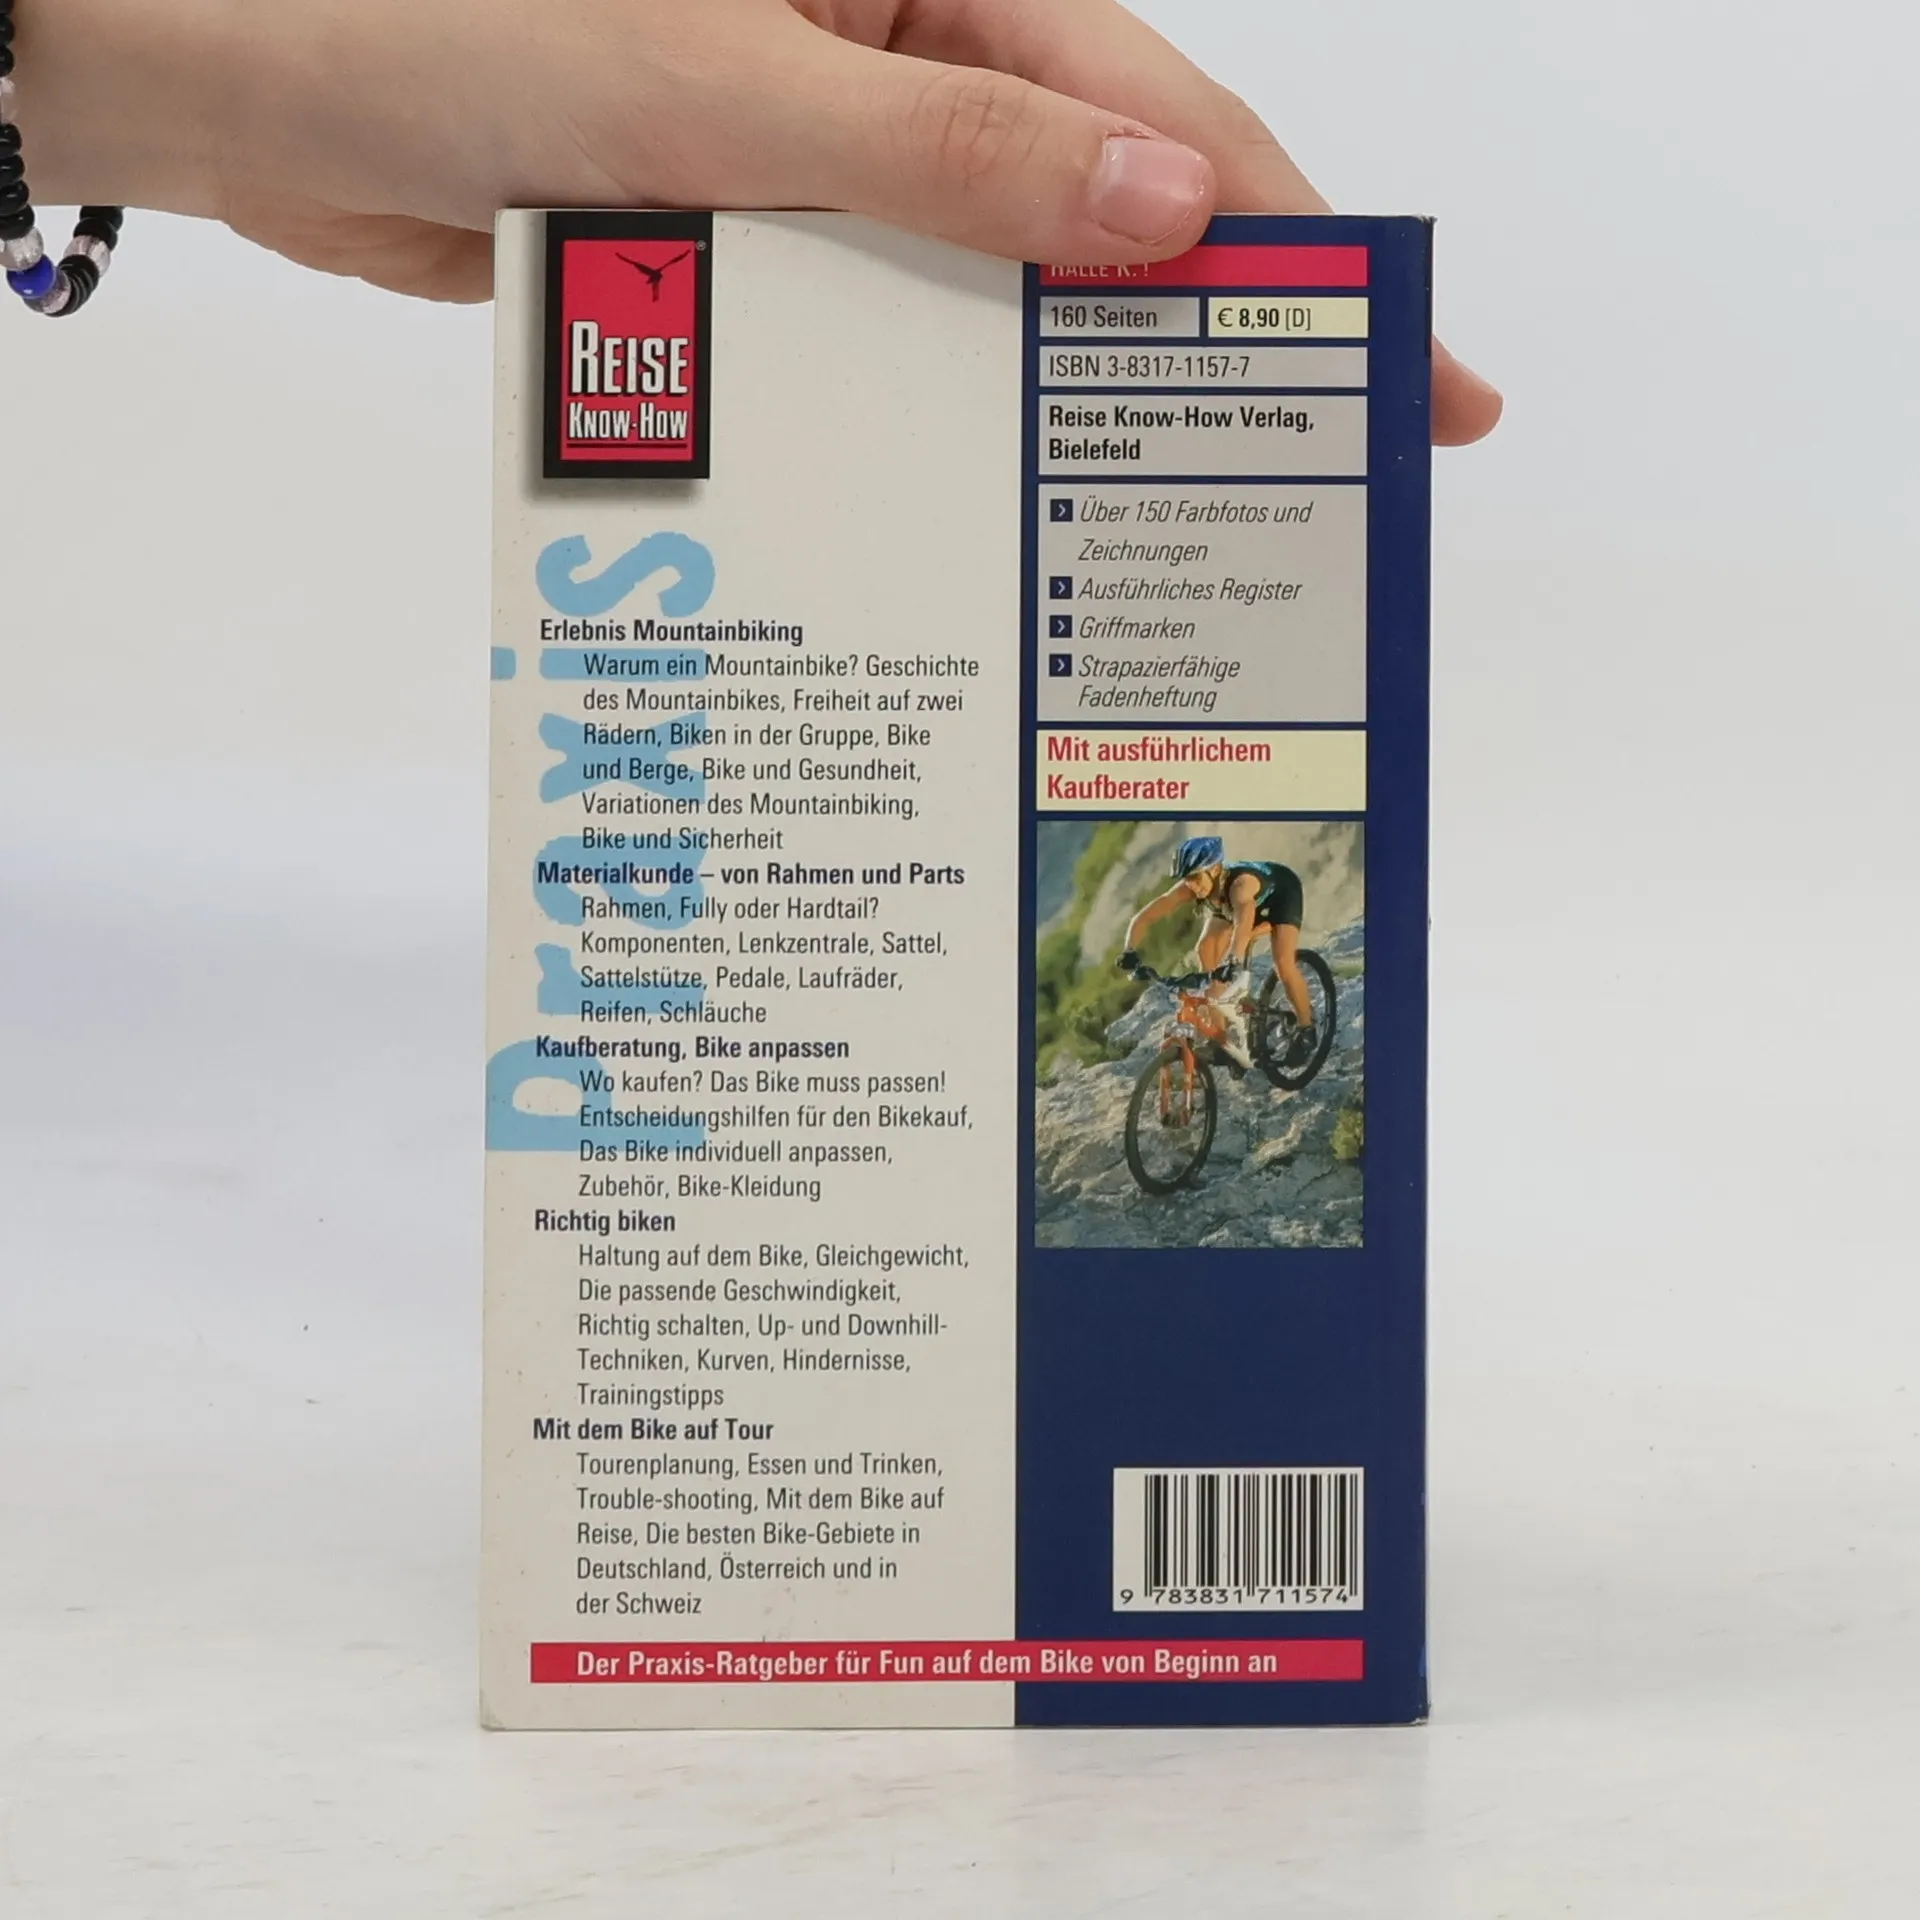 REISE
KNOW-HOW
®
Praxis
Erlebnis Mountainbiking
Warum ein Mountainbike? Geschichte
des Mountainbikes, Freiheit auf zwei
Rädern, Biken in der Gruppe, Bike
und Berge, Bike und Gesundheit,
Variationen des Mountainbiking,
Bike und Sicherheit
Materialkunde – von Rahmen und Parts
Rahmen, Fully oder Hardtail?
Komponenten, Lenkzentrale, Sattel,
Sattelstütze, Pedale, Laufräder,
Reifen, Schläuche
Kaufberatung, Bike anpassen
Wo kaufen? Das Bike muss passen!
Entscheidungshilfen für den Bikekauf,
Das Bike individuell anpassen,
Zubehör, Bike-Kleidung
Richtig biken
Haltung auf dem Bike, Gleichgewicht,
Die passende Geschwindigkeit,
Richtig schalten, Up- und Downhill-
Techniken, Kurven, Hindernisse,
Trainingstipps
Mit dem Bike auf Tour
Tourenplanung, Essen und Trinken,
Trouble-shooting, Mit dem Bike auf
Reise, Die besten Bike-Gebiete in
Deutschland, Österreich und in
der Schweiz
160 Seiten
€ 8,90 [D]
ISBN 3-8317-1157-7
Reise Know-How Verlag,
Bielefeld
Über 150 Farbfotos und
Zeichnungen
Ausführliches Register
Griffmarken
Strapazierfähige
Fadenheftung
Mit ausführlichem
Kaufberater
9 783831 711574
Der Praxis-Ratgeber für Fun auf dem Bike von Beginn an